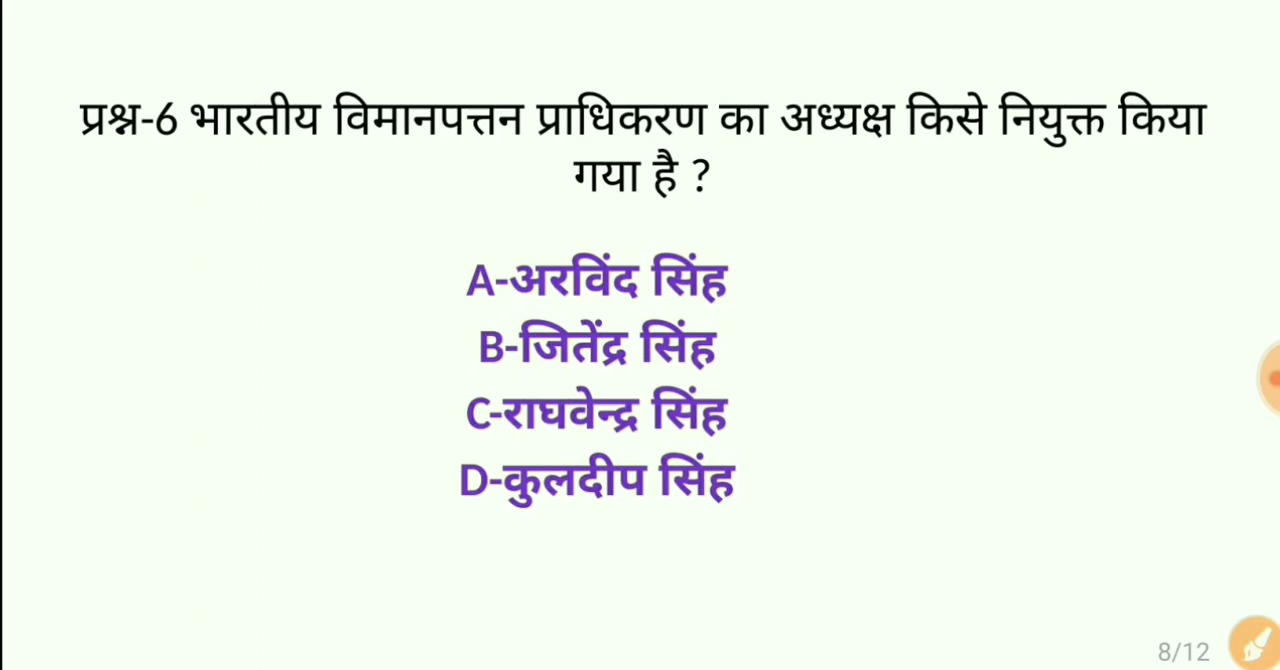 प्रश्न-6 भारतीय विमानपत्तन प्राधिकरण का अध्यक्ष किसे नियुक्त किया
गया है ?
A-अरविंद सिंह
B-जितेंद्र सिंह
C-राघवेन्द्र सिंह
D-कुलदीप सिंह
8/12